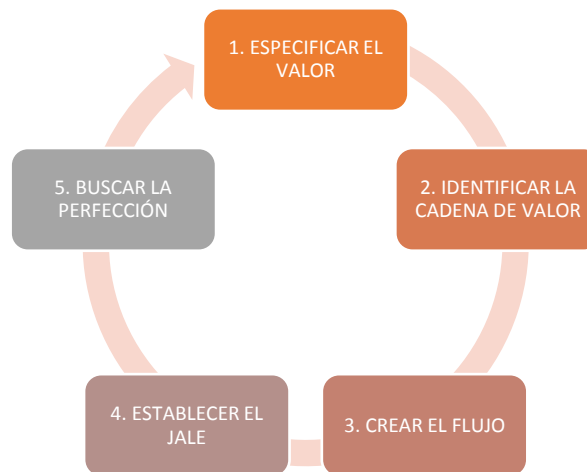 1. ESPECIFICAR EL
VALOR
2. IDENTIFICAR LA
CADENA DE VALOR
3. CREAR EL FLUJO
4. ESTABLECER EL
JALE
5. BUSCAR LA
PERFECCIÓN